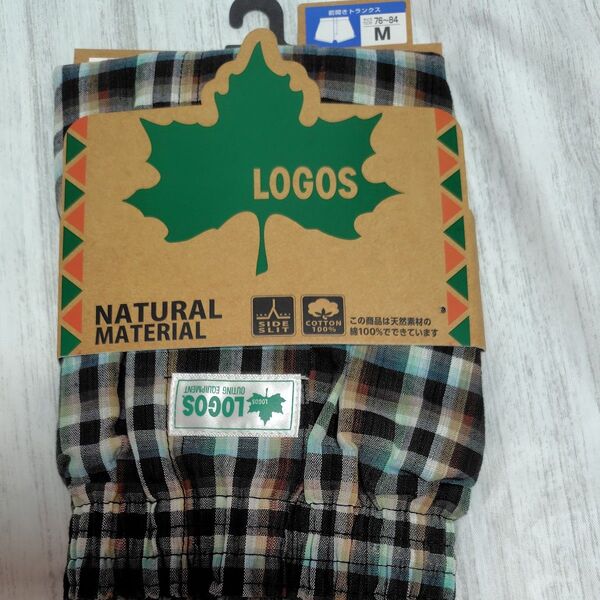 前開きトランクス
76~84
M
LOGOS
NATURAL
MATERIAL
SIDE
SLIT
COTTON
100%
この商品は天然素材の
綿100%でできています
LOGOS
LOGOS
OUTING EQUIPMENT